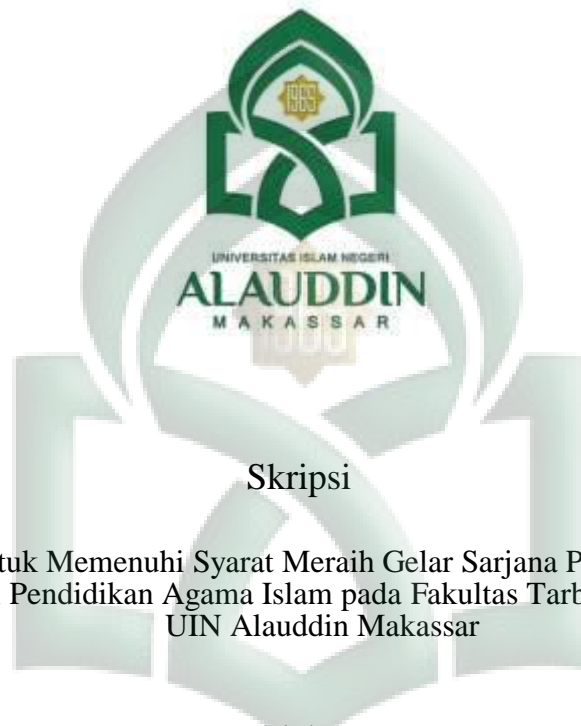 1965
UNIVERSITAS ISLAM NEGERI
ALAUDDIN
MAKASSAR
Skripsi
Memenuhi Syarat Meraih Gelar Sarjana
Pendidikan Agama Islam pada Fakultas
UIN Alauddin Makassar